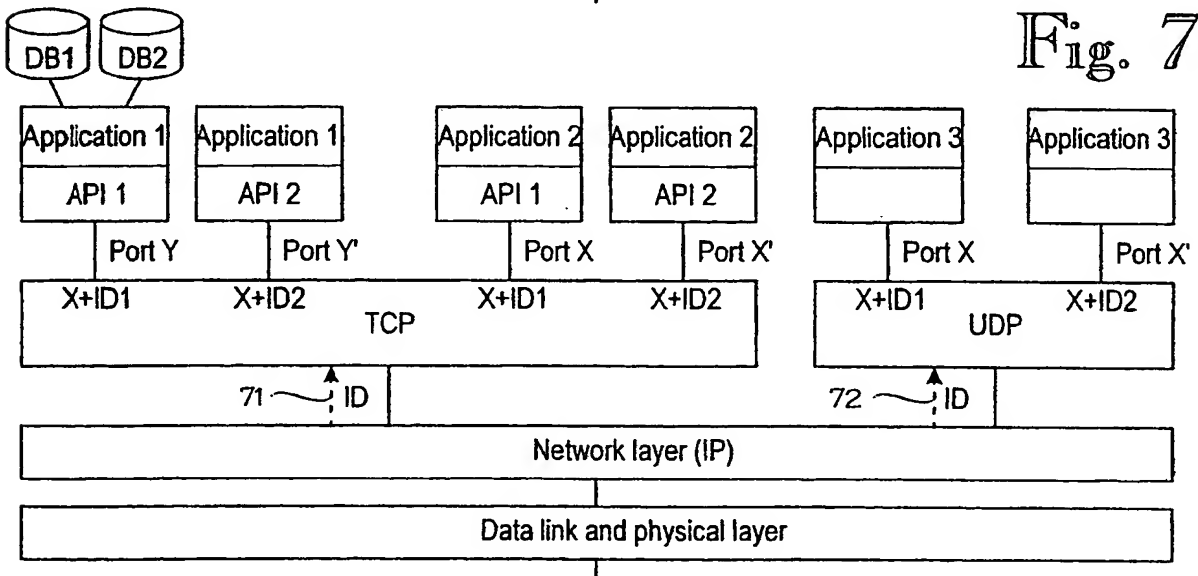 Fig. 7
DB1 DB2
Application 1 Application 1 Application 2 Application 2 Application 3 Application 3
API 1 API 2 API 1 API 2
Port Y Port Y' Port X Port X' Port X Port X'
X+ID1 X+ID2 X+ID1 X+ID2 X+ID1 X+ID2
TCP UDP
71 ID 72 ID
Network layer (IP)
Data link and physical layer